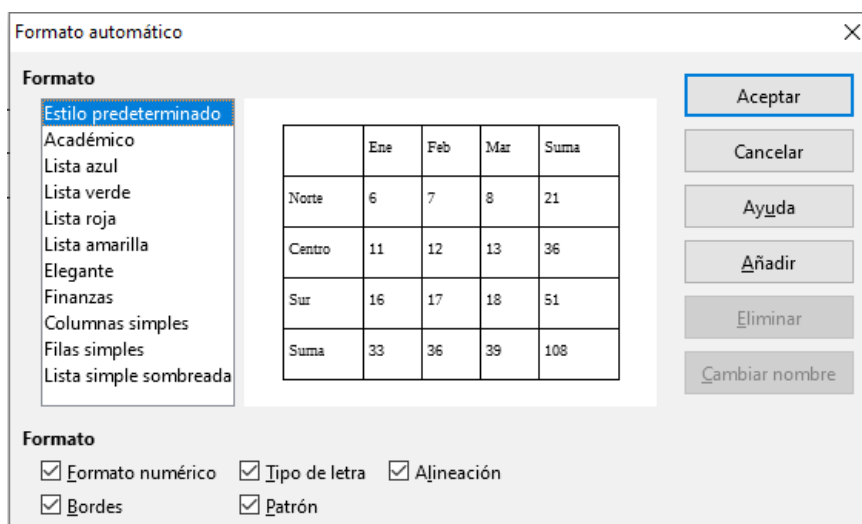 Formato automático
Formato
Estilo predeterminado
Académico
Lista azul
Lista verde
Lista roja
Lista amarilla
Elegante
Finanzas
Columnas simples
Filas simples
Lista simple sombreada
Ene Feb Mar Suma
Norte 6 7 8 21
Centro 11 12 13 36
Sur 16 17 18 51
Suma 33 36 39 108
Aceptar
Cancelar
Ayuda
Añadir
Eliminar
Cambiar nombre
Formato
Formato numérico Tipo de letra Alineación
Bordes Patrón